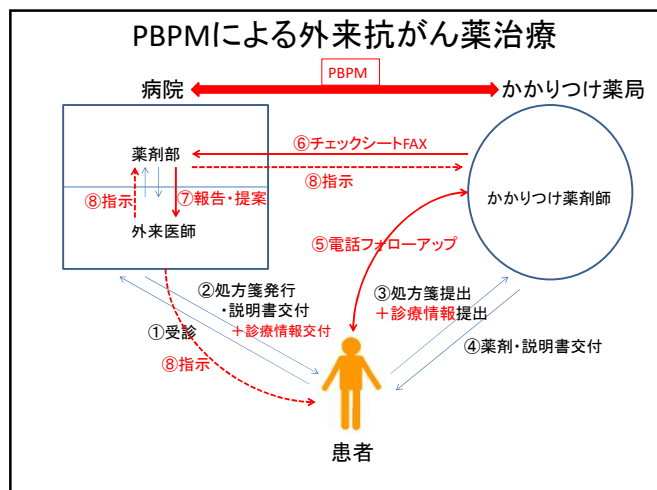 PBPMによる外来抗がん薬治療
PBPM
病院
かかりつけ薬局
⑥チェックシートFAX
薬剤部
⑧指示
⑧指示
⑦報告・提案
かかりつけ薬剤師
外来医師
⑤電話フォローアップ
②処方箋発行
・説明書交付
＋診療情報交付
③処方箋提出
＋診療情報提出
①受診
④薬剤・説明書交付
⑧指示
患者